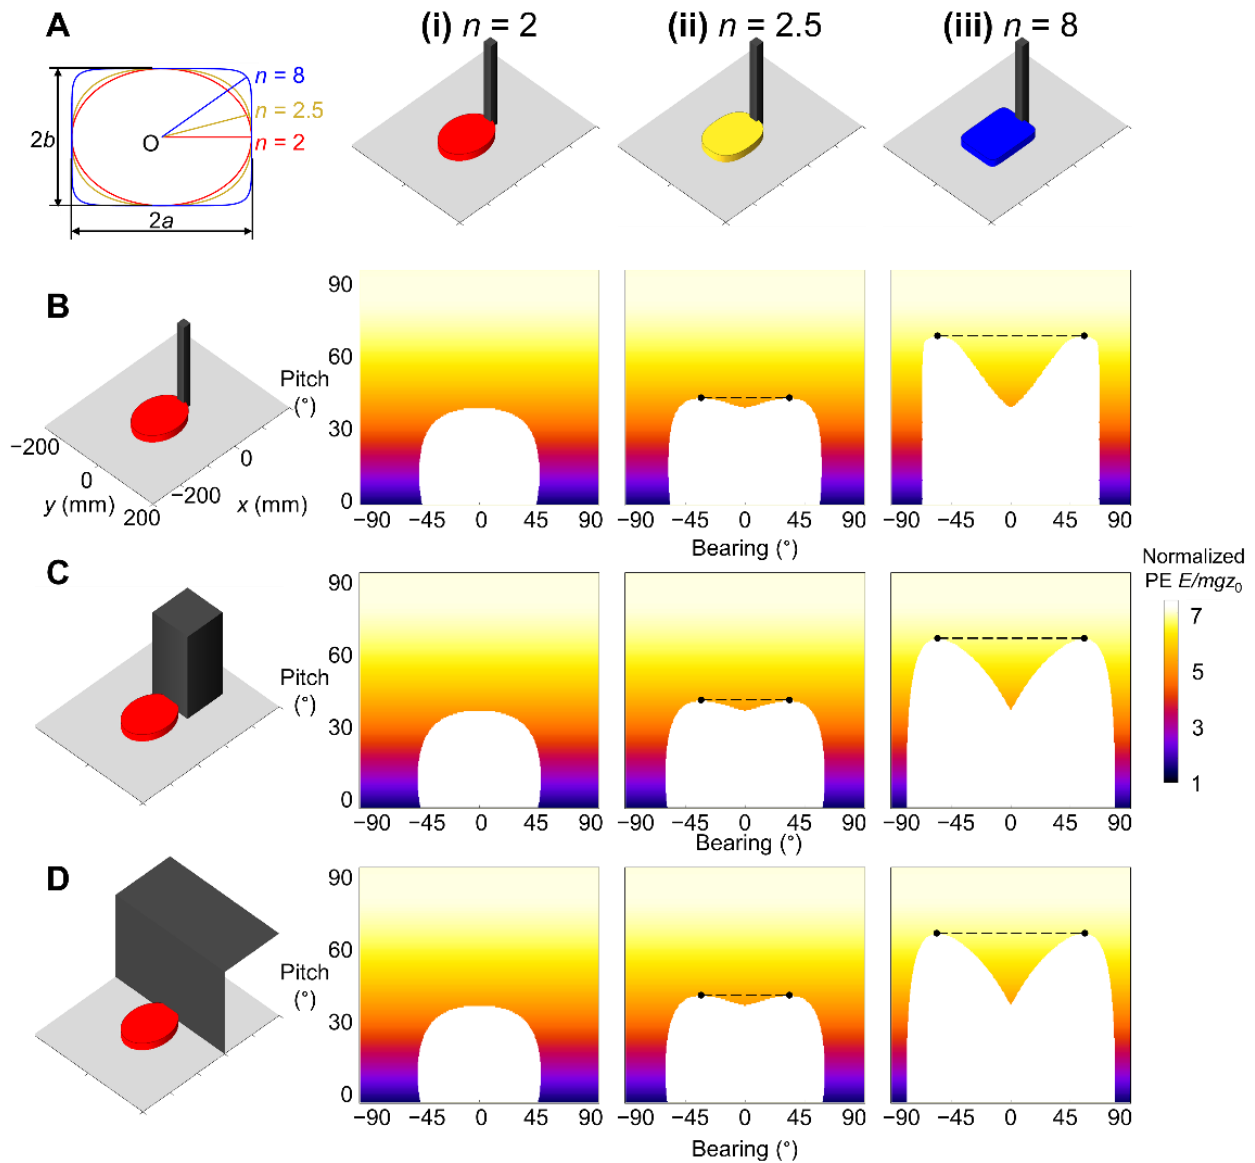 A
(i) n = 2
(ii) n = 2.5
(iii) n = 8
n = 8
n = 2.5
n = 2
2b
O
2a
B
Pitch
(°)
−200
0
200
y (mm)
−200
0
x (mm)
90
60
30
0
−90 −45 0 45 90
−90 −45 0 45 90
−90 −45 0 45 90
Bearing (°)
C
Pitch
(°)
90
60
30
0
−90 −45 0 45 90
−90 −45 0 45 90
−90 −45 0 45 90
Bearing (°)
Normalized
PE E/mgz₀
7
5
3
1
D
Pitch
(°)
90
60
30
0
−90 −45 0 45 90
−90 −45 0 45 90
−90 −45 0 45 90
Bearing (°)